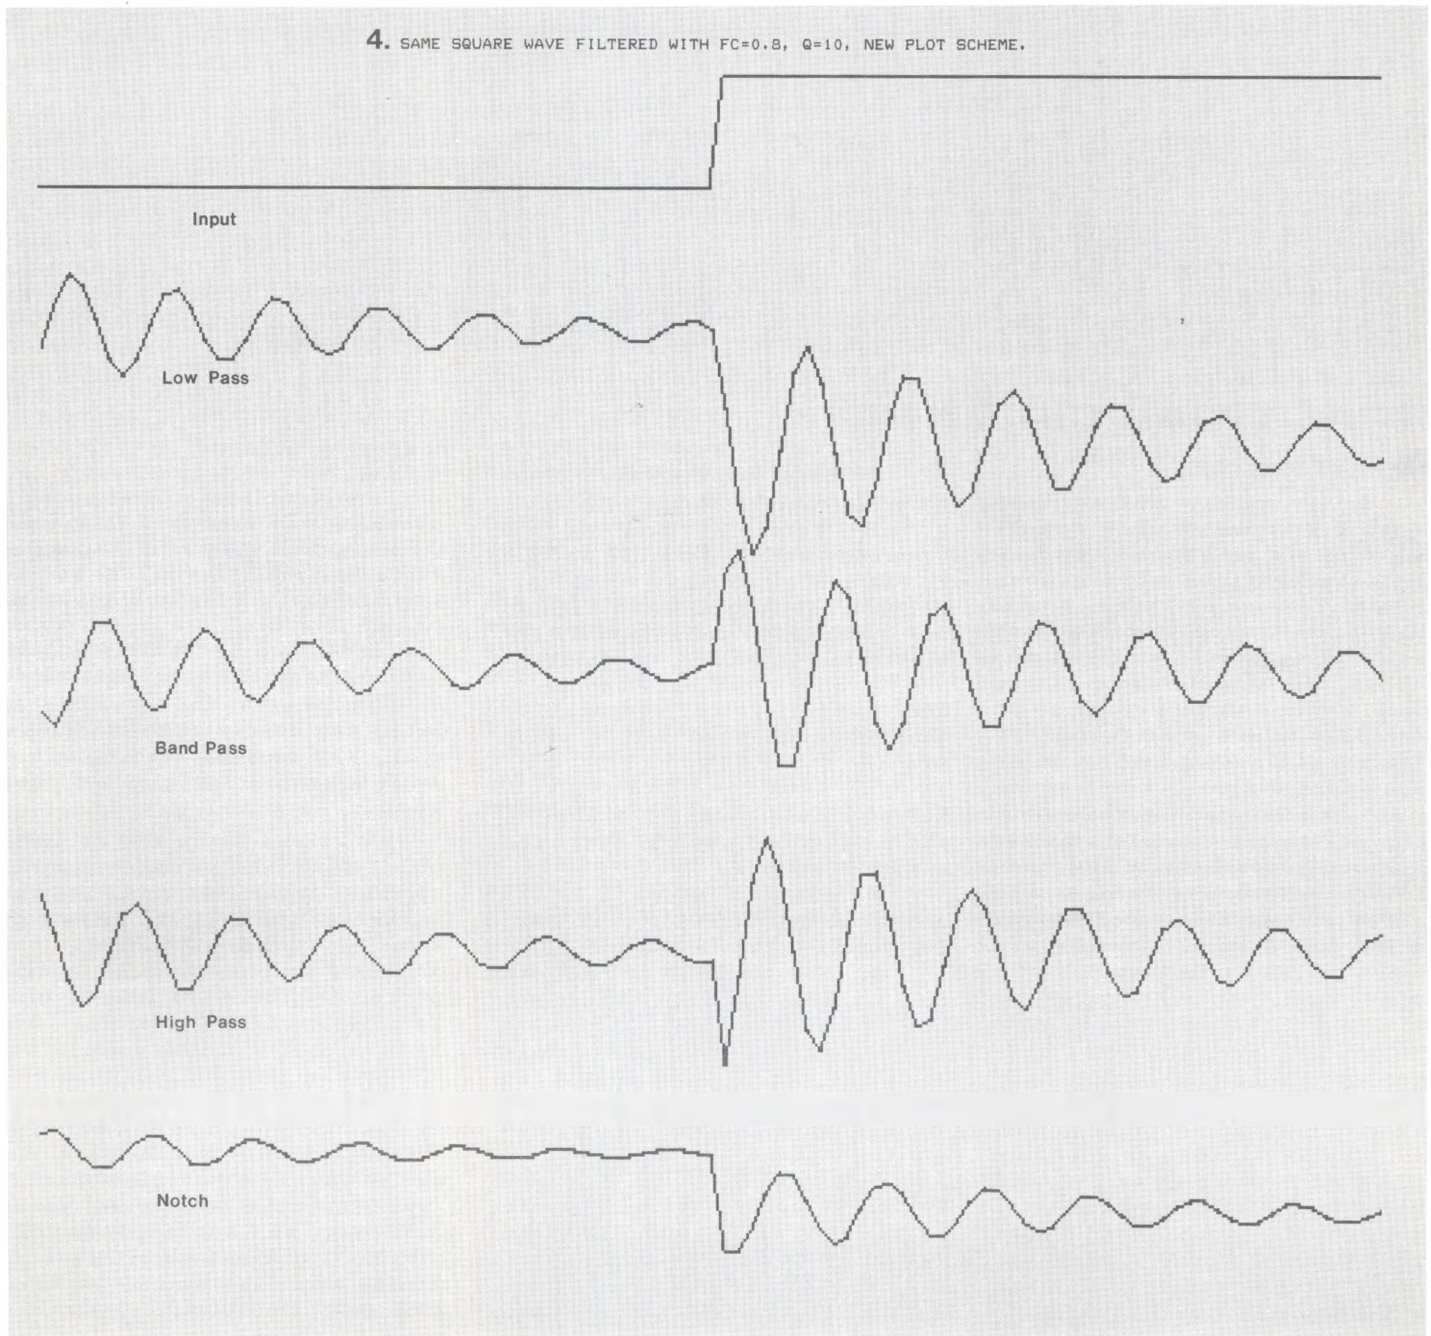 4. SAME SQUARE WAVE FILTERED WITH FC=0.8, Q=10, NEW PLOT SCHEME.
Input
Low Pass
Band Pass
High Pass
Notch